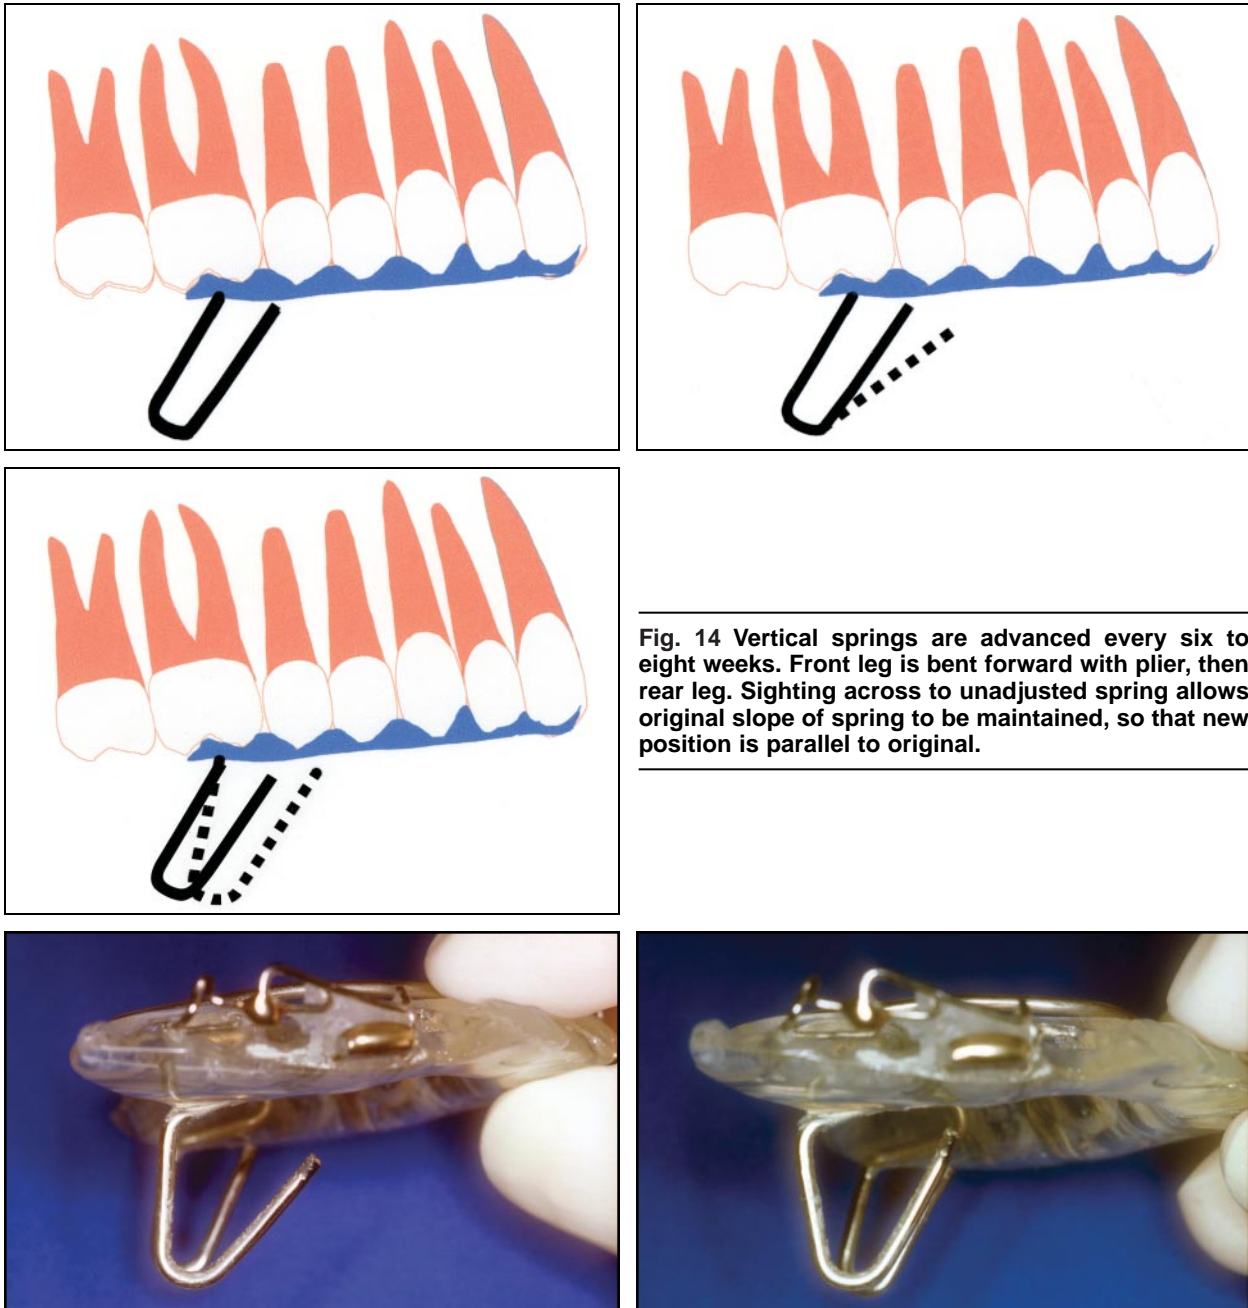 Fig. 14 Vertical springs are advanced every six to
eight weeks. Front leg is bent forward with plier, then
rear leg. Sighting across to unadjusted spring allows
original slope of spring to be maintained, so that new
position is parallel to original.